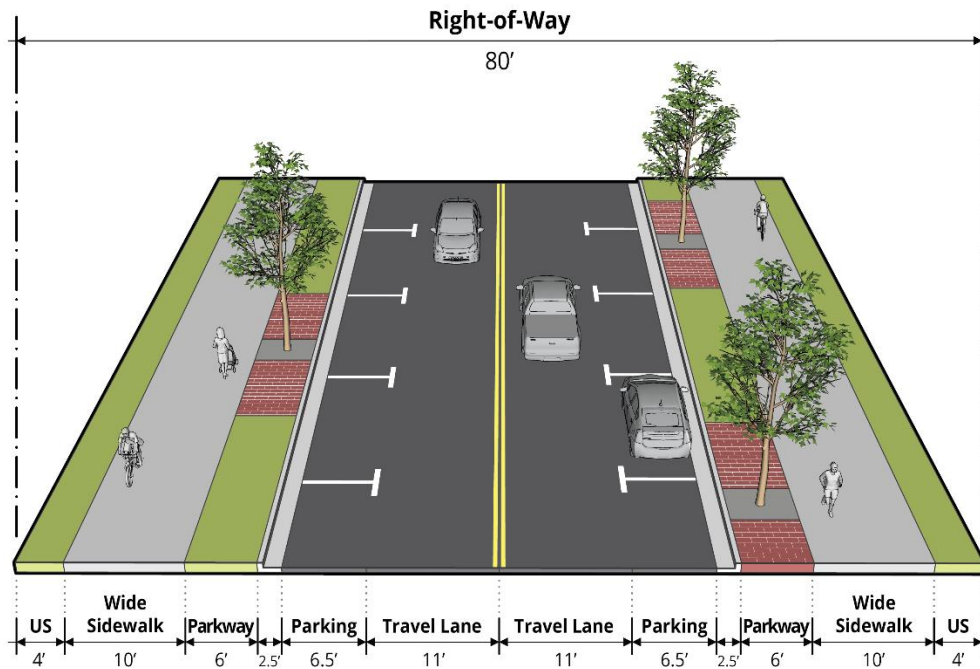 Right-of-Way
80’
US Wide Sidewalk Parkway Parking Travel Lane Travel Lane Parking Parkway Wide Sidewalk US
4’ 10’ 6’ 2.5’ 6.5’ 11’ 11’ 6.5’ 2.5’ 6’ 10’ 4’